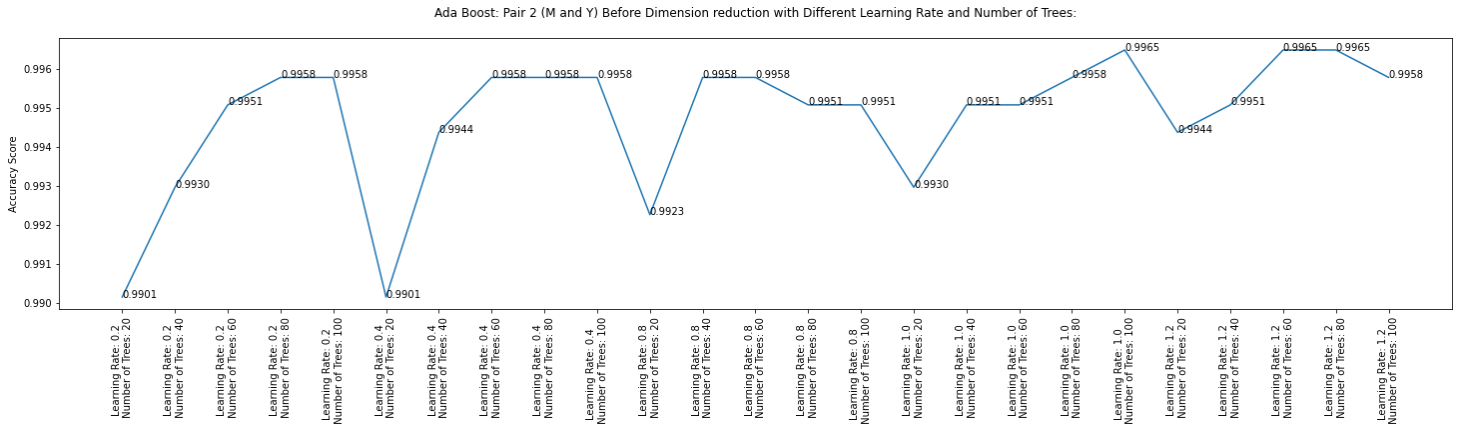 Ada Boost: Pair 2 (M and Y) Before Dimension reduction with Different Learning Rate and Number of Trees:
Accuracy Score
0.996
0.995
0.994
0.993
0.992
0.991
0.990
0.9901
0.9930
0.9951
0.9958
0.9958
0.9901
0.9944
0.9958
0.9958
0.9958
0.9923
0.9958
0.9958
0.9951
0.9951
0.9930
0.9951
0.9951
0.9958
0.9965
0.9944
0.9951
0.9965
0.9965
0.9958
Learning Rate: 0.2
Number of Trees: 20
Learning Rate: 0.2
Number of Trees: 40
Learning Rate: 0.2
Number of Trees: 60
Learning Rate: 0.2
Number of Trees: 80
Learning Rate: 0.2
Number of Trees: 100
Learning Rate: 0.4
Number of Trees: 20
Learning Rate: 0.4
Number of Trees: 40
Learning Rate: 0.4
Number of Trees: 60
Learning Rate: 0.4
Number of Trees: 80
Learning Rate: 0.4
Number of Trees: 100
Learning Rate: 0.8
Number of Trees: 20
Learning Rate: 0.8
Number of Trees: 40
Learning Rate: 0.8
Number of Trees: 60
Learning Rate: 0.8
Number of Trees: 80
Learning Rate: 0.8
Number of Trees: 100
Learning Rate: 1.0
Number of Trees: 20
Learning Rate: 1.0
Number of Trees: 40
Learning Rate: 1.0
Number of Trees: 60
Learning Rate: 1.0
Number of Trees: 80
Learning Rate: 1.0
Number of Trees: 100
Learning Rate: 1.2
Number of Trees: 20
Learning Rate: 1.2
Number of Trees: 40
Learning Rate: 1.2
Number of Trees: 60
Learning Rate: 1.2
Number of Trees: 80
Learning Rate: 1.2
Number of Trees: 100